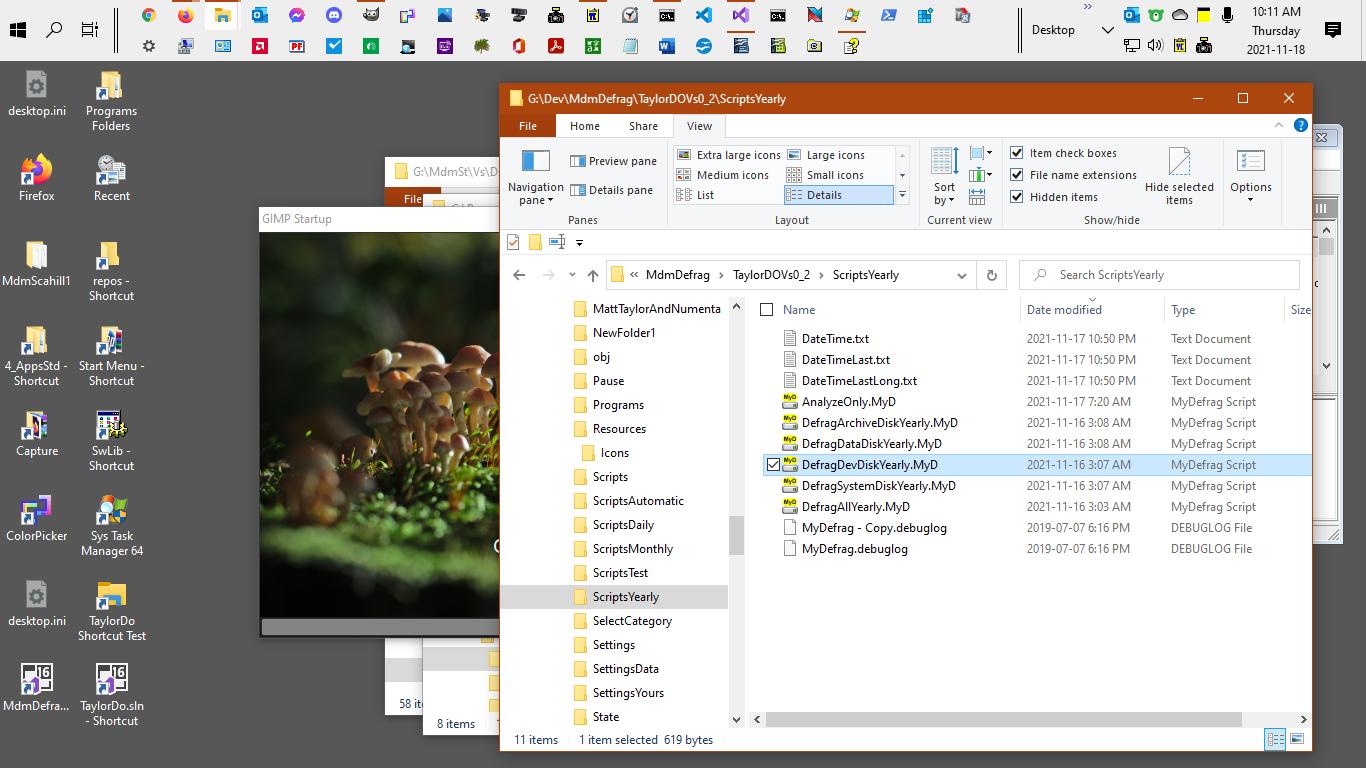 10:11 AM
Desktop
Thursday
2021-11-18
desktop.ini
Programs Folders
Firefox
Recent
MdmScahill1
repos - Shortcut
4_AppsStd - Shortcut
Start Menu - Shortcut
Capture
SwLib - Shortcut
ColorPicker
Sys Task Manager 64
desktop.ini
TaylorDo Shortcut Test
MdmDefra...
TaylorDo.sln - Shortcut
G:\MdmSt\Vs\D
File
GIMP Startup
58 it
8 items
G:\Dev\MdmDefrag\TaylorDOVs0_2\ScriptsYearly
File Home Share View
Navigation pane
Preview pane
Details pane
Panes
Extra large icons Large icons
Medium icons Small icons
List Details
Layout
Sort by
Current view
Item check boxes
File name extensions
Hidden items
Hide selected items
Show/hide
Options
« MdmDefrag › TaylorDOVs0_2 › ScriptsYearly
Search ScriptsYearly
MattTaylorAndNumenta
NewFolder1
obj
Pause
Programs
Resources
Icons
Scripts
ScriptsAutomatic
ScriptsDaily
ScriptsMonthly
ScriptsTest
ScriptsYearly
SelectCategory
Settings
SettingsData
SettingsYours
State
Name Date modified Type Size
DateTime.txt 2021-11-17 10:50 PM Text Document
DateTimeLast.txt 2021-11-17 10:50 PM Text Document
DateTimeLastLong.txt 2021-11-17 10:50 PM Text Document
AnalyzeOnly.MyD 2021-11-17 7:20 AM MyDefrag Script
DefragArchiveDiskYearly.MyD 2021-11-16 3:08 AM MyDefrag Script
DefragDataDiskYearly.MyD 2021-11-16 3:08 AM MyDefrag Script
DefragDevDiskYearly.MyD 2021-11-16 3:07 AM MyDefrag Script
DefragSystemDiskYearly.MyD 2021-11-16 3:07 AM MyDefrag Script
DefragAllYearly.MyD 2021-11-16 3:03 AM MyDefrag Script
MyDefrag - Copy.debuglog 2019-07-07 6:16 PM DEBUGLOG File
MyDefrag.debuglog 2019-07-07 6:16 PM DEBUGLOG File
11 items 1 item selected 619 bytes